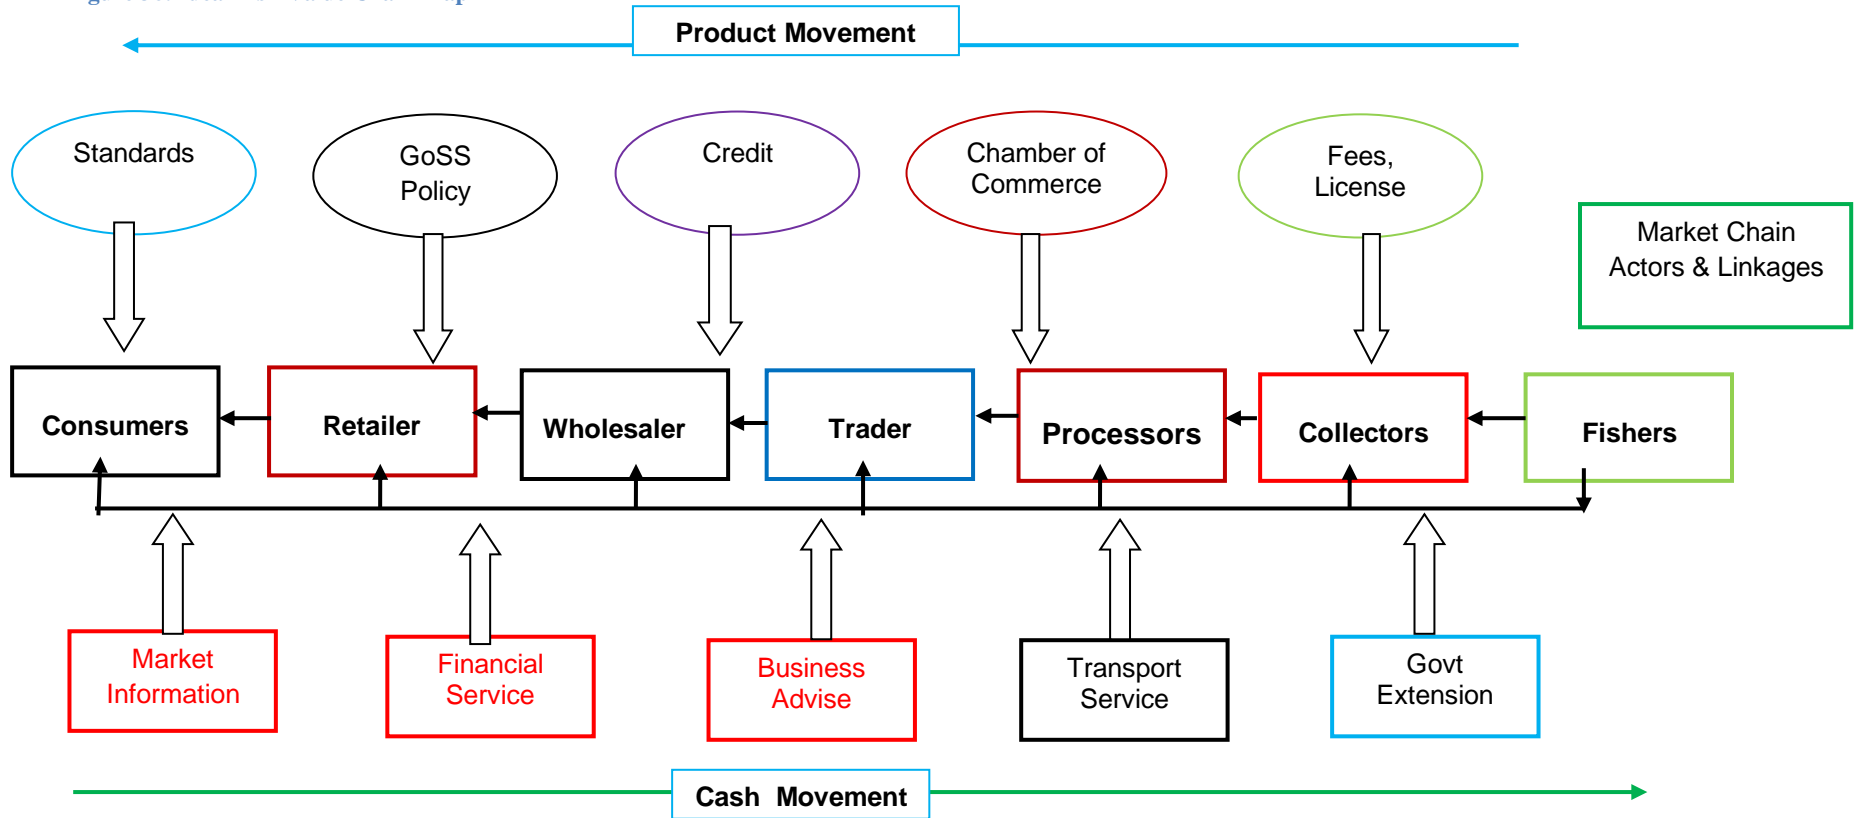 Product Movement
Standards
GoSS
Policy
Credit
Chamber of
Commerce
Fees,
License
Market Chain
Actors & Linkages
Consumers
Retailer
Wholesaler
Trader
Processors
Collectors
Fishers
Market
Information
Financial
Service
Business
Advise
Transport
Service
Govt
Extension
Cash Movement